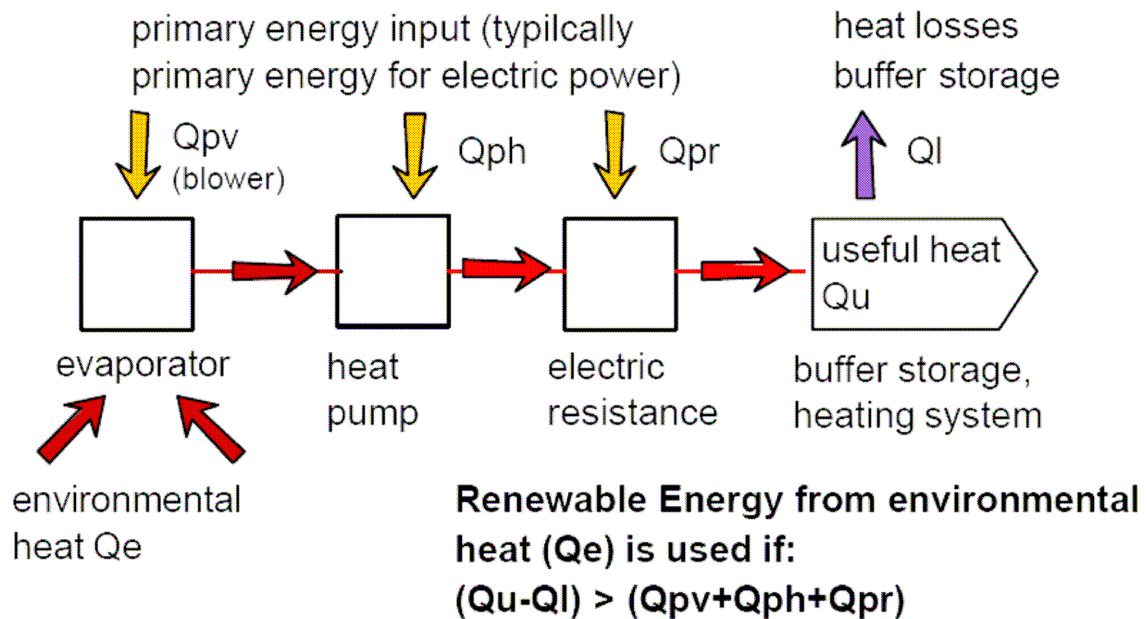 primary energy input (typilcally
primary energy for electric power)
heat losses
buffer storage
Qpv
(blower)
Qph
Qpr
Ql
useful heat
Qu
evaporator
heat
pump
electric
resistance
buffer storage,
heating system
environmental
heat Qe
Renewable Energy from environmental
heat (Qe) is used if:
(Qu-Ql) > (Qpv+Qph+Qpr)